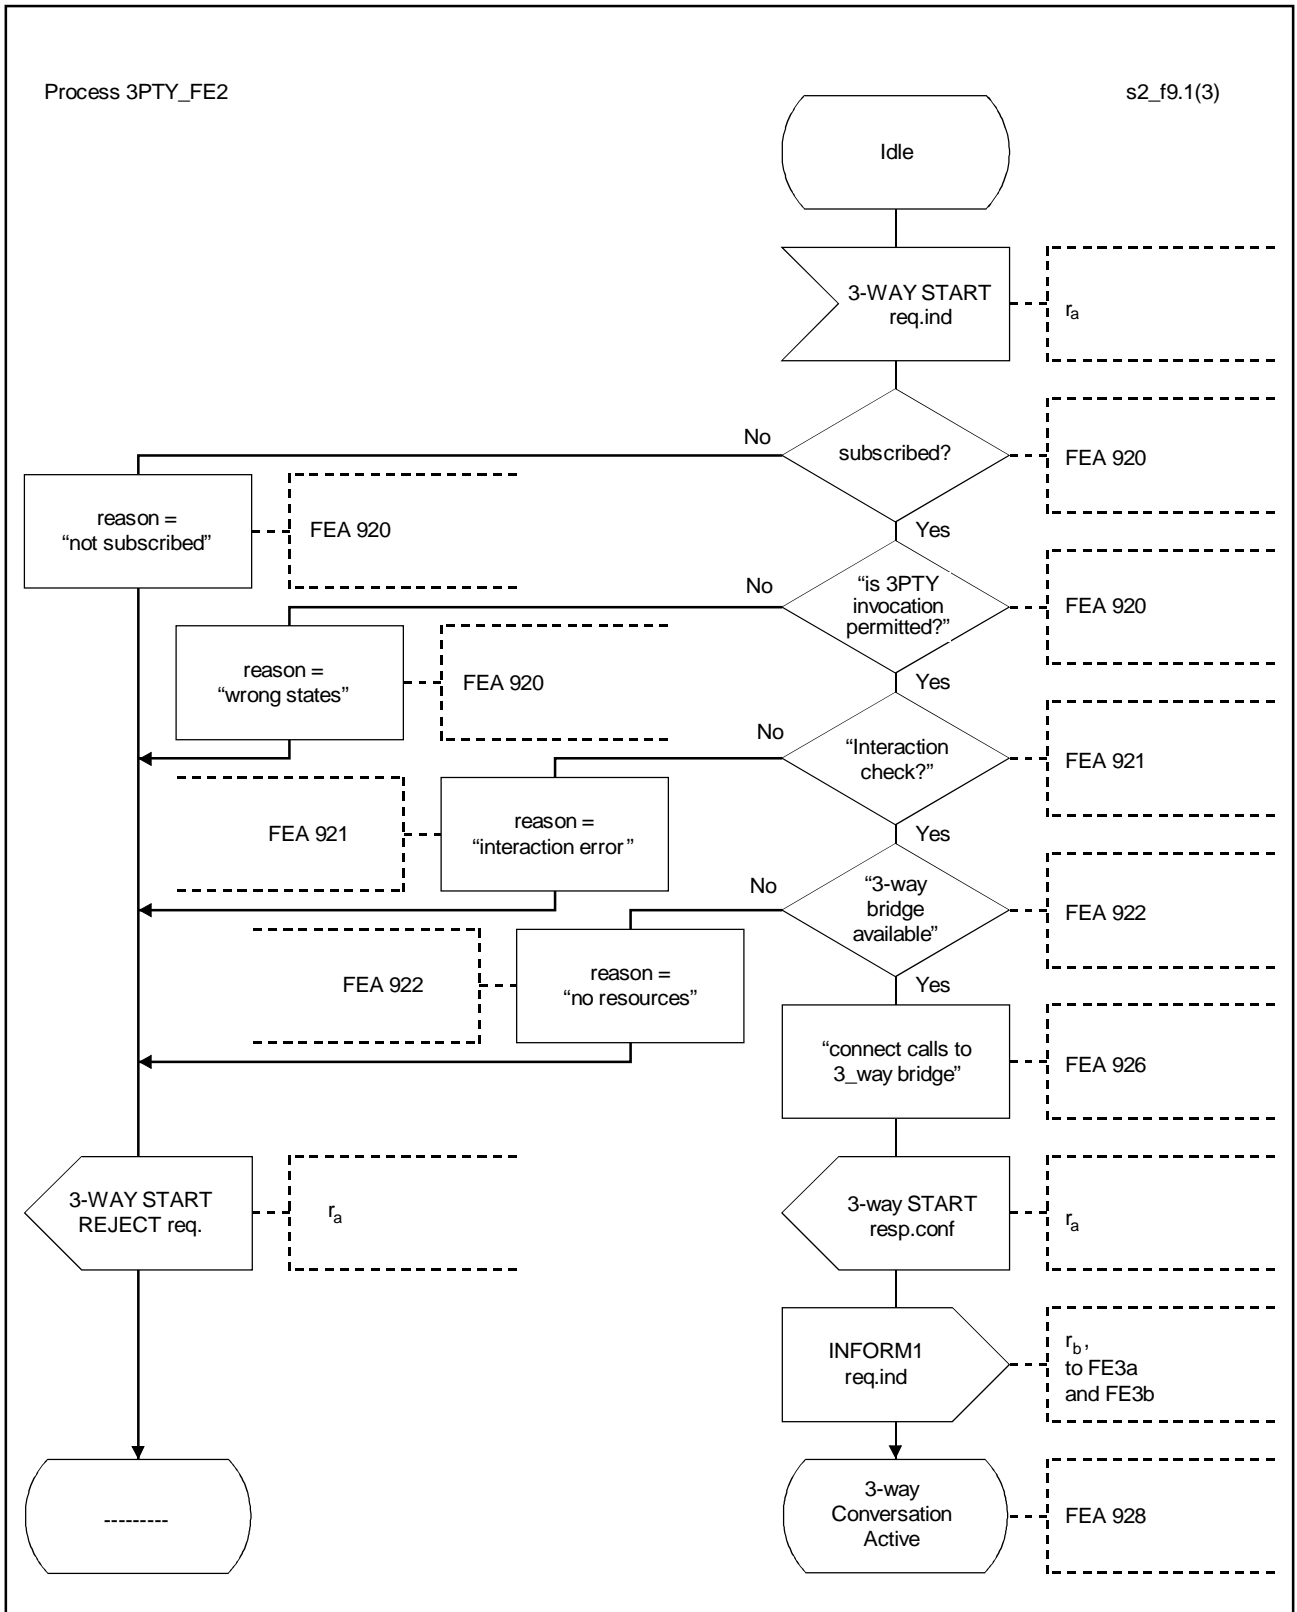 Process 3PTY_FE2
s2_f9.1(3)
Idle
3-WAY START
req.ind
ra
subscribed?
FEA 920
No
Yes
reason =
“not subscribed”
FEA 920
“is 3PTY
invocation
permitted?”
FEA 920
No
Yes
reason =
“wrong states”
FEA 920
“Interaction
check?”
FEA 921
No
Yes
FEA 921
reason =
“interaction error”
“3-way
bridge
available”
FEA 922
No
Yes
FEA 922
reason =
“no resources”
“connect calls to
3_way bridge”
FEA 926
3-WAY START
REJECT req.
ra
3-way START
resp.conf
ra
INFORM1
req.ind
rb,
to FE3a
and FE3b
---------
3-way
Conversation
Active
FEA 928